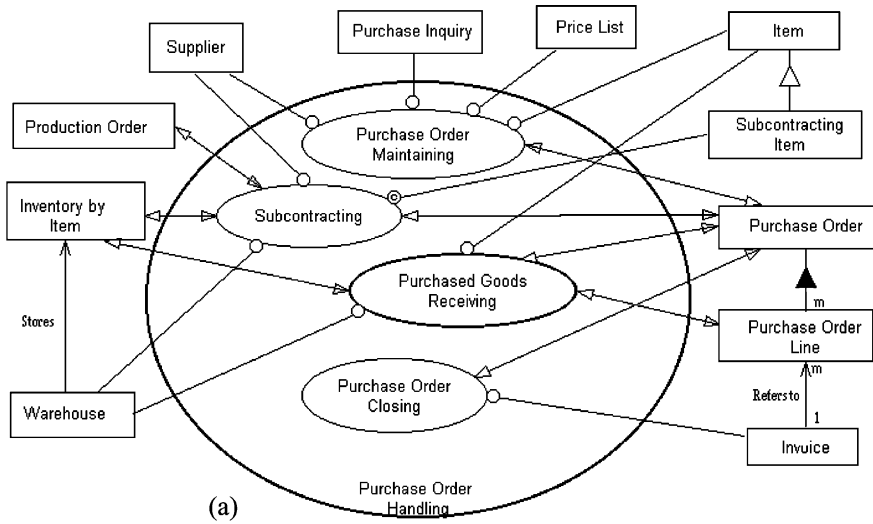 Supplier
Purchase Inquiry
Price List
Item
Production Order
Purchase Order
Maintaining
Subcontracting
Item
Inventory by
Item
Subcontracting
Purchase Order
Purchased Goods
Receiving
m
Stores
Purchase Order
Line
m
Refers to
1
Purchase Order
Closing
Warehouse
Invuice
Purchase Order
Handling
(a)